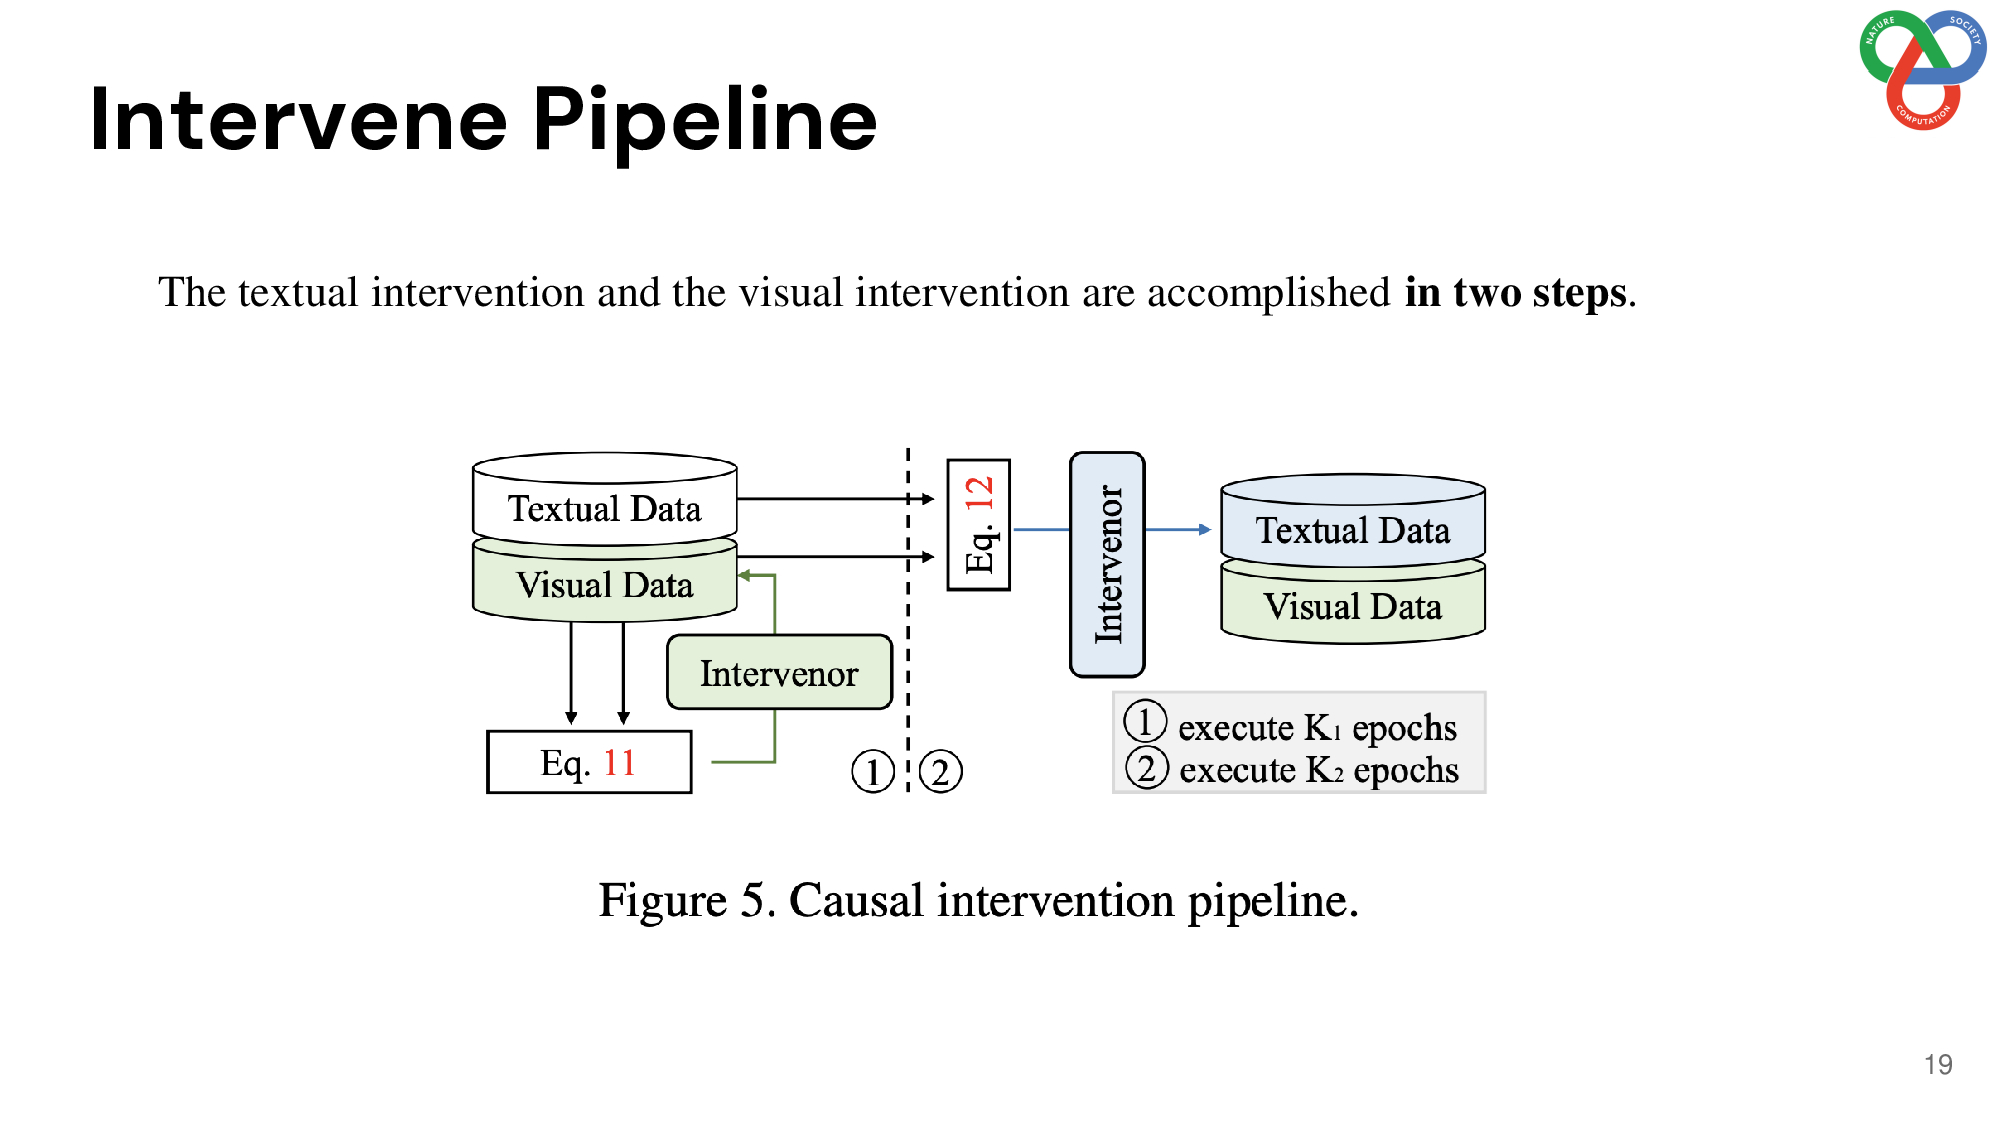 NATURE
SOCIETY
COMPUTATION
Intervene Pipeline
The textual intervention and the visual intervention are accomplished in two steps.
Textual Data
Visual Data
Intervenor
Eq. 11
①
②
Eq. 12
Intervenor
Textual Data
Visual Data
① execute K₁ epochs
② execute K₂ epochs
Figure 5. Causal intervention pipeline.
19